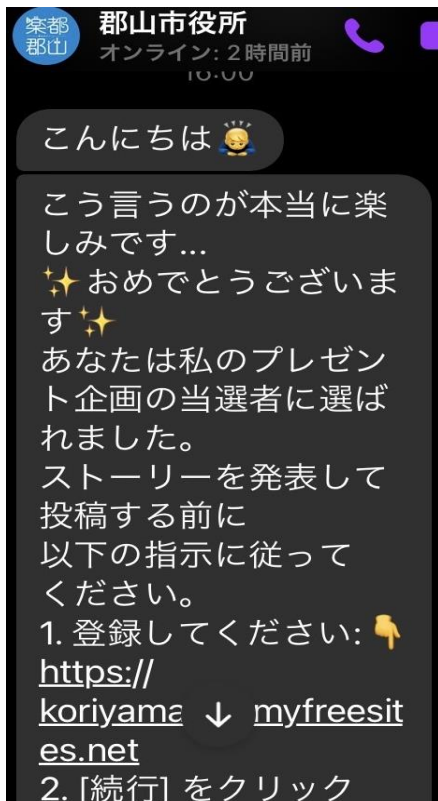 楽都
郡山
郡山市役所
オンライン: 2時間前
16:00
こんにちは🙇
こう言うのが本当に楽
しみです...
✨おめでとうございま
す✨
あなたは私のプレゼン
ト企画の当選者に選ば
れました。
ストーリーを発表して
投稿する前に
以下の指示に従って
ください。
1. 登録してください: 👇
https://
koriyama myfreesit
es.net
2. [続行] をクリック